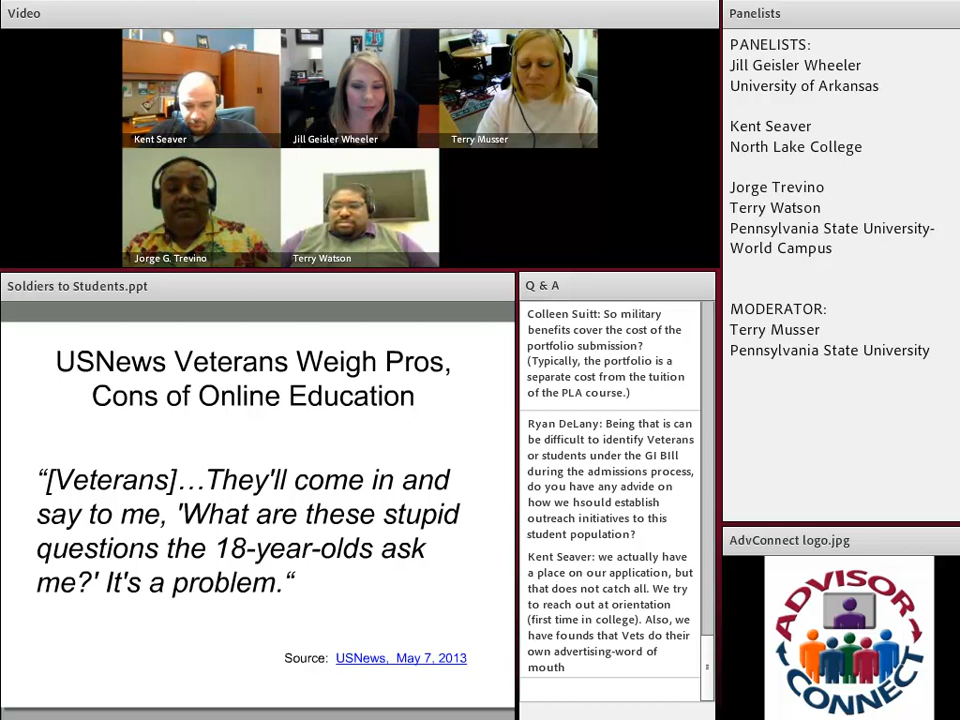 Video
Kent Seaver
Jill Geisler Wheeler
Terry Musser
Jorge G. Trevino
Terry Watson
Soldiers to Students.ppt
USNews Veterans Weigh Pros,
Cons of Online Education
“[Veterans]…They'll come in and
say to me, 'What are these stupid
questions the 18-year-olds ask
me?' It's a problem.“
Source: USNews, May 7, 2013
Q & A
Colleen Suitt: So military
benefits cover the cost of the
portfolio submission?
(Typically, the portfolio is a
separate cost from the tuition
of the PLA course.)
Ryan DeLany: Being that is can
be difficult to identify Veterans
or students under the GI BIll
during the admissions process,
do you have any advide on
how we hsould establish
outreach initiatives to this
student population?
Kent Seaver: we actually have
a place on our application, but
that does not catch all. We try
to reach out at orientation
(first time in college). Also, we
have founds that Vets do their
own advertising-word of
mouth
Panelists
PANELISTS:
Jill Geisler Wheeler
University of Arkansas
Kent Seaver
North Lake College
Jorge Trevino
Terry Watson
Pennsylvania State University-
World Campus
MODERATOR:
Terry Musser
Pennsylvania State University
AdvConnect logo.jpg
ADVISOR
CONNECT